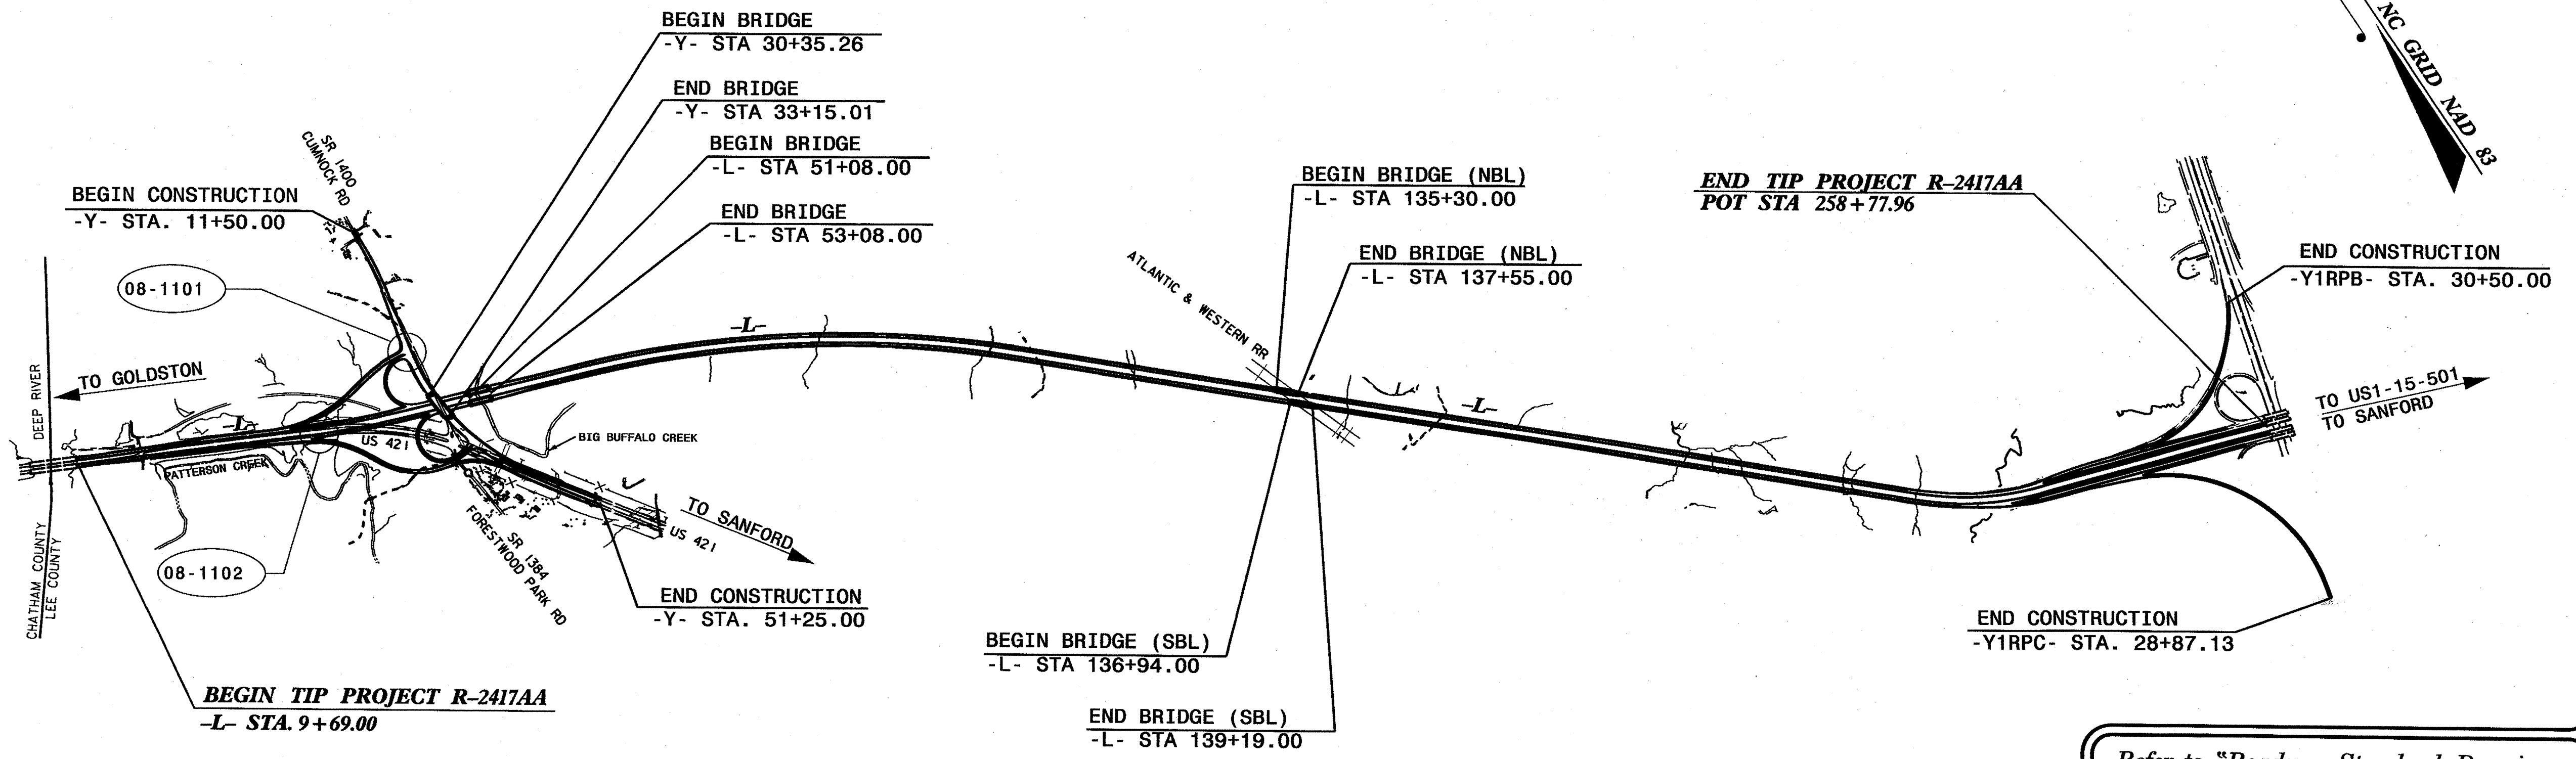 BEGIN BRIDGE
-Y- STA 30+35.26
END BRIDGE
-Y- STA 33+15.01
BEGIN BRIDGE
-L- STA 51+08.00
END BRIDGE
-L- STA 53+08.00
NC GRID NAD 83
SR 1400
CUMNOCK RD
BEGIN CONSTRUCTION
-Y- STA. 11+50.00
08-1101
BEGIN BRIDGE (NBL)
-L- STA 135+30.00
END BRIDGE (NBL)
-L- STA 137+55.00
END TIP PROJECT R-2417AA
POT STA 258+77.96
END CONSTRUCTION
-Y1RPB- STA. 30+50.00
ATLANTIC & WESTERN RR
-L-
TO GOLDSTON
DEEP RIVER
-L-
US 421
PATTERSON CREEK
BIG BUFFALO CREEK
-L-
TO US1-15-501
TO SANFORD
TO SANFORD
US 421
SR 1384
FORESTWOOD PARK RD
08-1102
CHATHAM COUNTY
LEE COUNTY
END CONSTRUCTION
-Y- STA. 51+25.00
BEGIN BRIDGE (SBL)
-L- STA 136+94.00
END BRIDGE (SBL)
-L- STA 139+19.00
END CONSTRUCTION
-Y1RPC- STA. 28+87.13
BEGIN TIP PROJECT R-2417AA
-L- STA. 9+69.00
Refer to "Roadway Standard Drawin